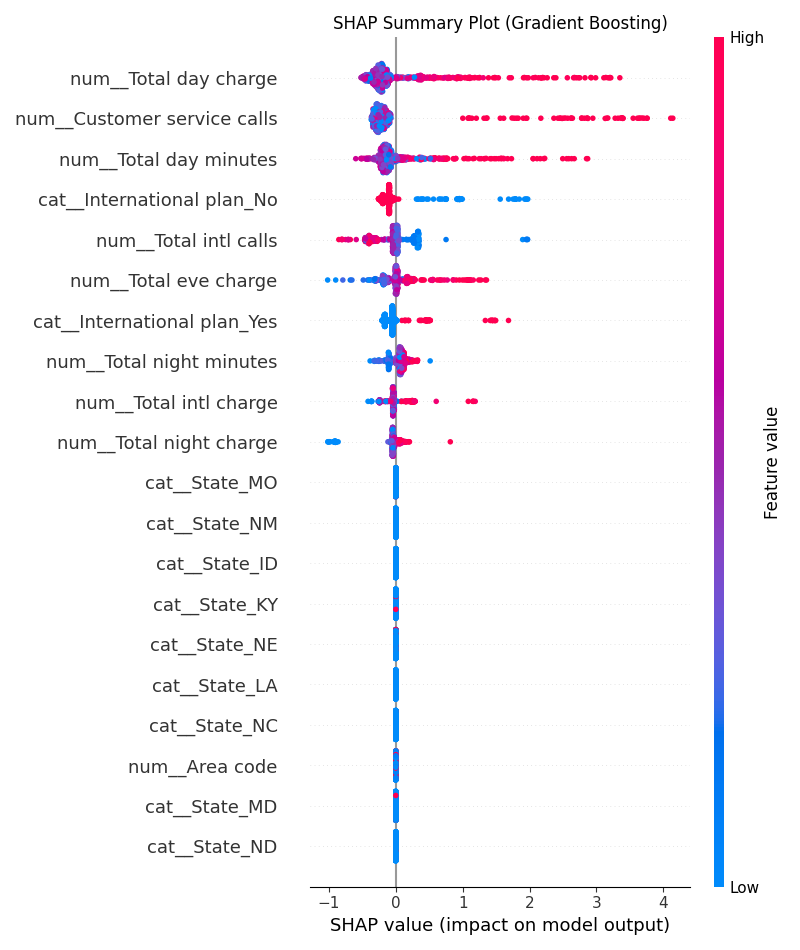 SHAP Summary Plot (Gradient Boosting)
High
num__Total day charge
num__Customer service calls
num__Total day minutes
cat__International plan_No
num__Total intl calls
num__Total eve charge
cat__International plan_Yes
num__Total night minutes
num__Total intl charge
num__Total night charge
cat__State_MO
cat__State_NM
cat__State_ID
cat__State_KY
cat__State_NE
cat__State_LA
cat__State_NC
num__Area code
cat__State_MD
cat__State_ND
Feature value
Low
−1 0 1 2 3 4
SHAP value (impact on model output)